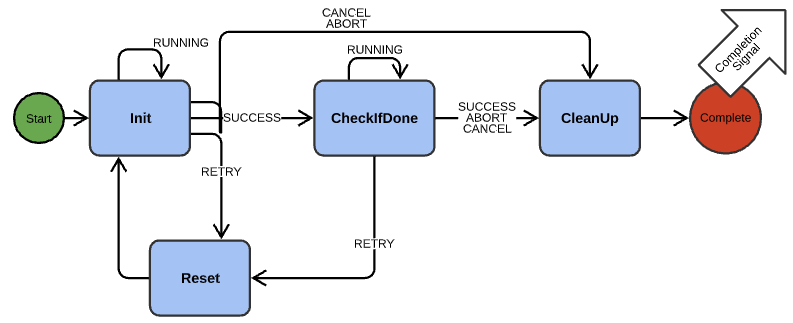 CANCEL
ABORT
RUNNING
RUNNING
Completion
Signal
Start
Init
SUCCESS
CheckIfDone
SUCCESS
ABORT
CANCEL
CleanUp
Complete
RETRY
RETRY
Reset